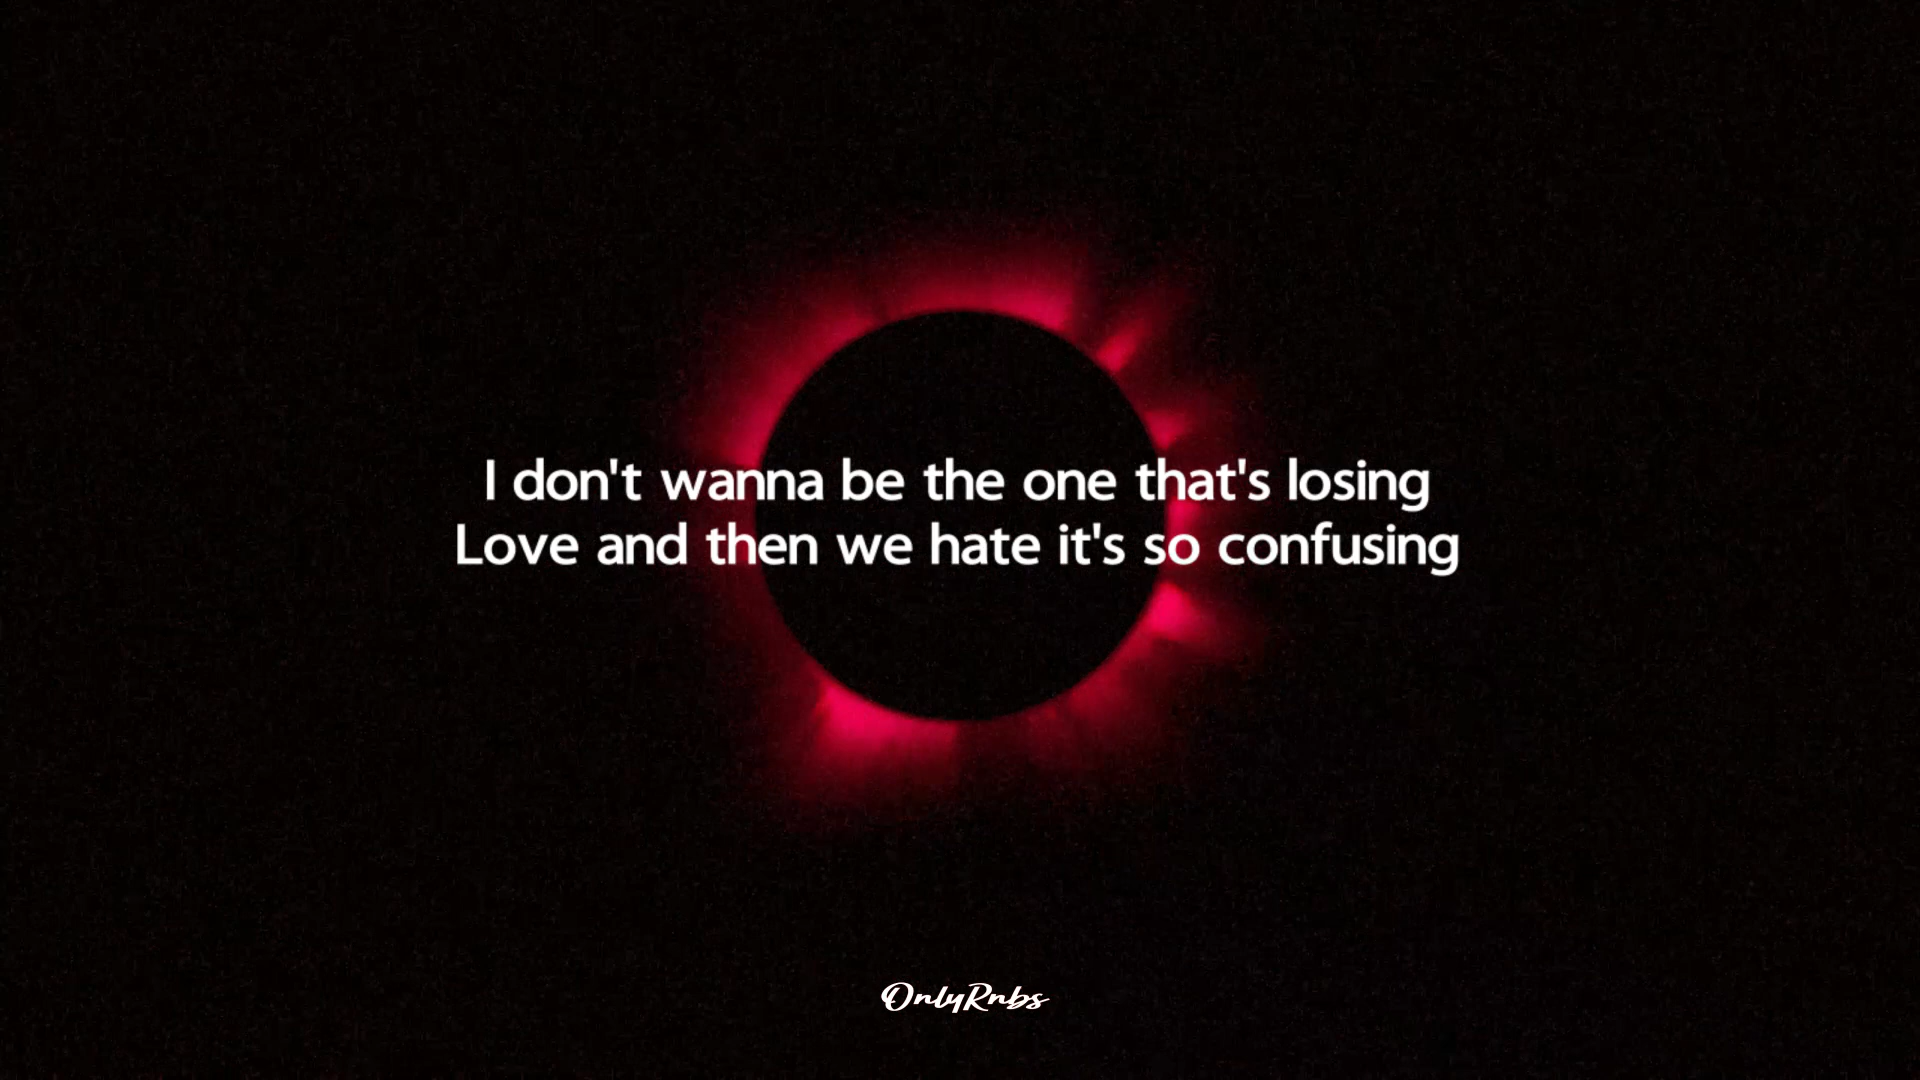 I don't wanna be the one that's losing
Love and then we hate it's so confusing
OnlyRnbs